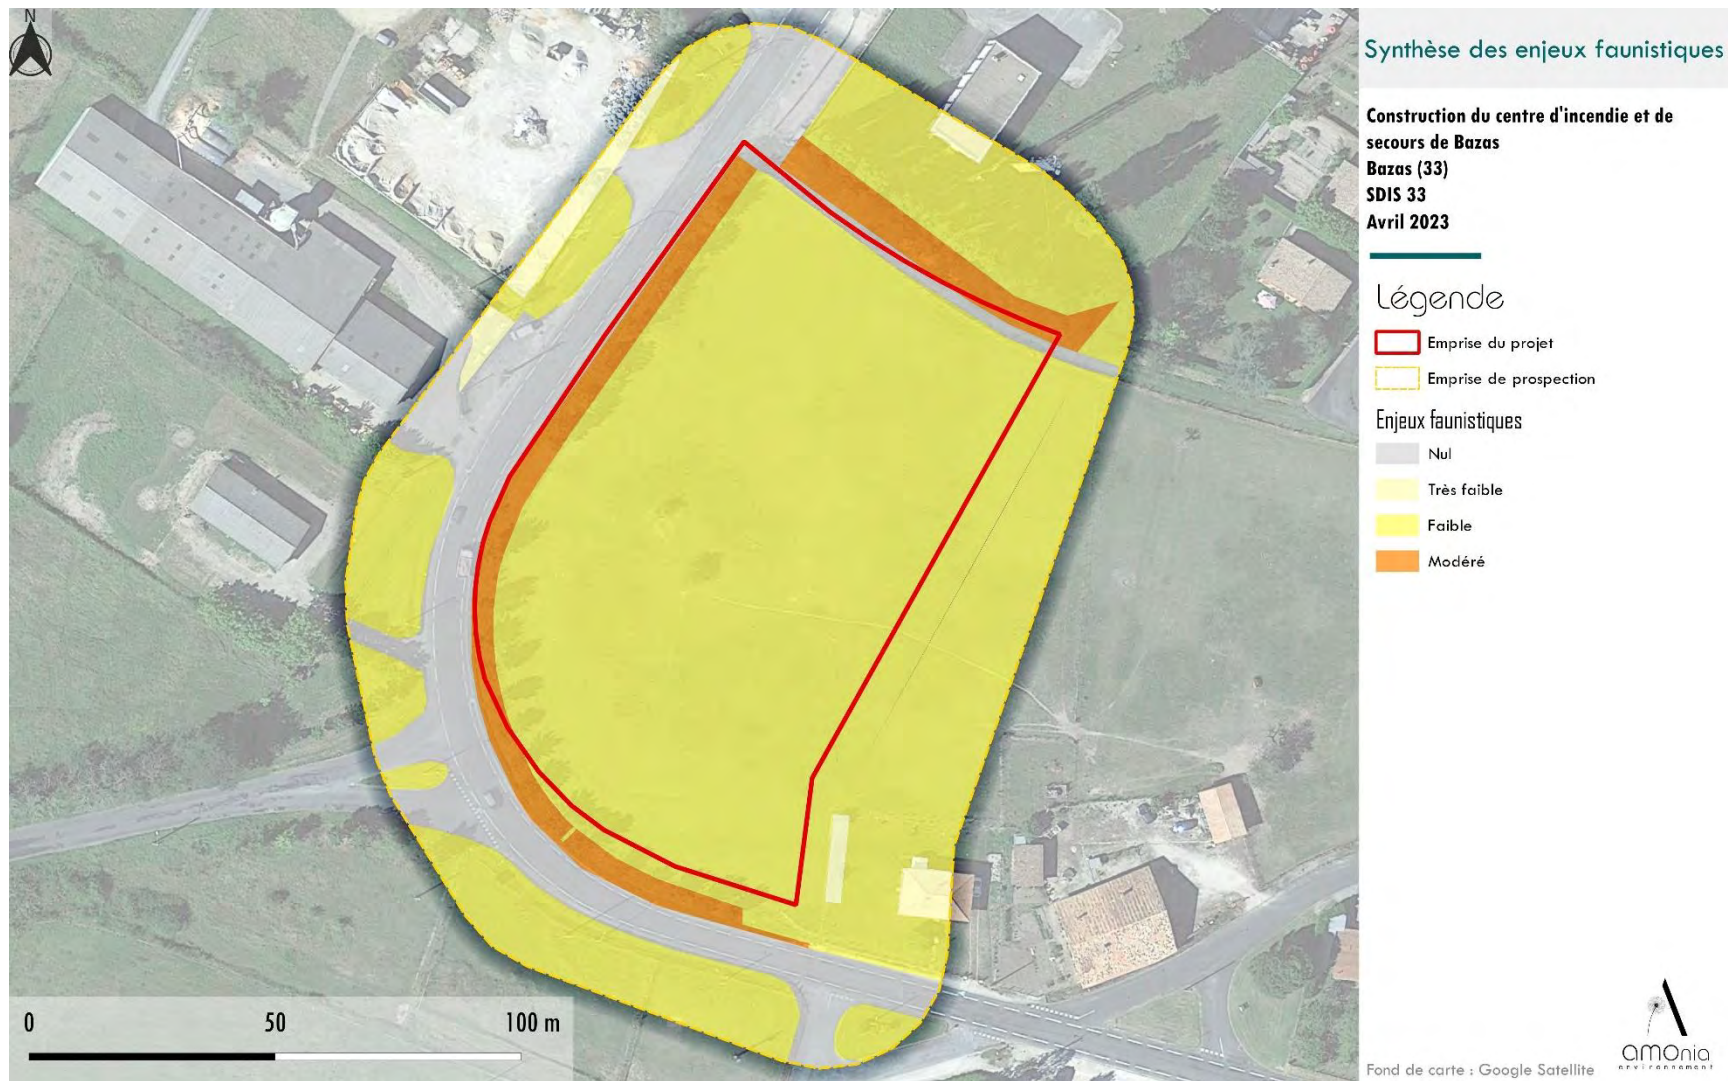 N
Synthèse des enjeux faunistiques
Construction du centre d'incendie et de
secours de Bazas
Bazas (33)
SDIS 33
Avril 2023
Légende
Emprise du projet
Emprise de prospection
Enjeux faunistiques
Nul
Très faible
Faible
Modéré
0 50 100 m
amonia
environnement
Fond de carte : Google Satellite